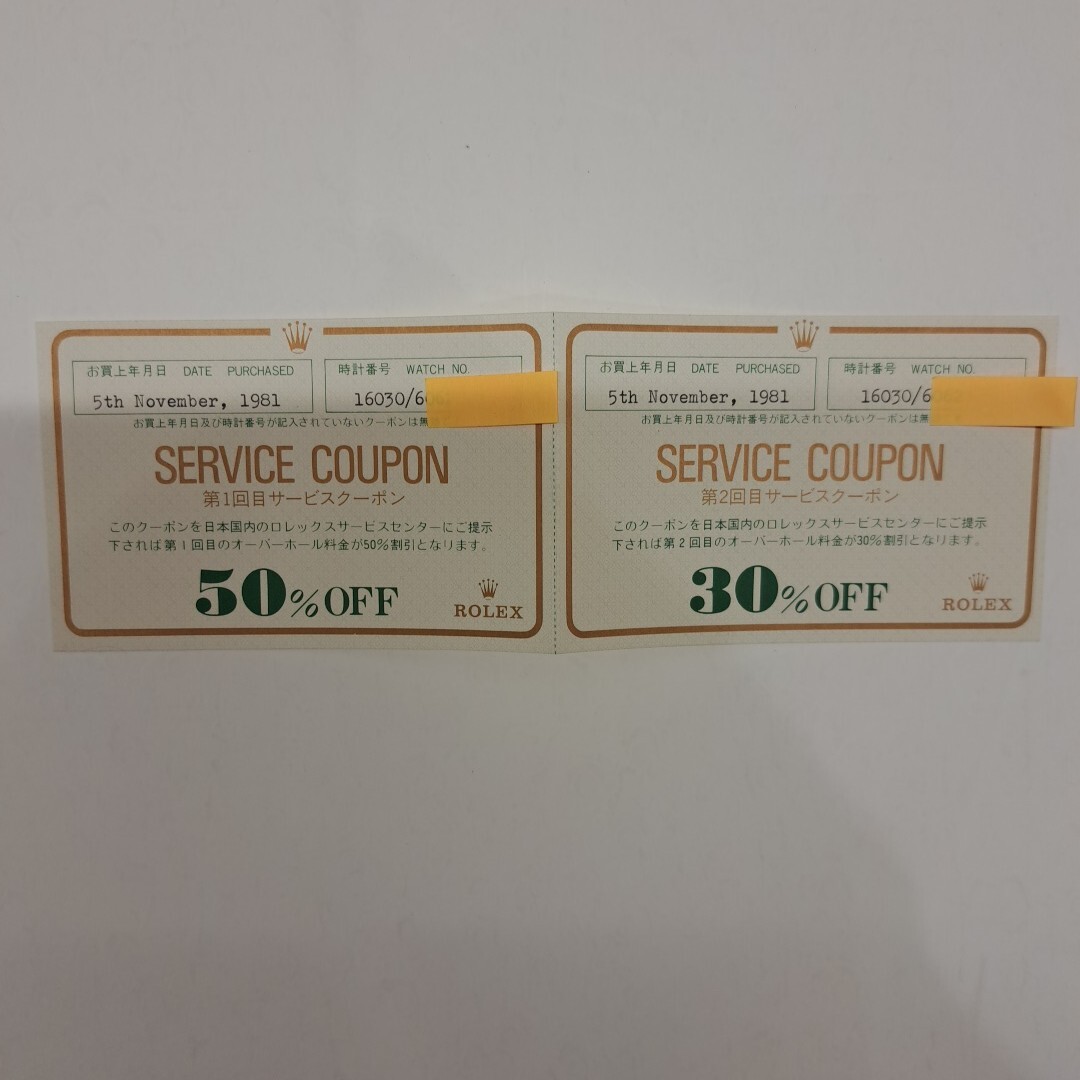 お買上年月日 DATE PURCHASED
5th November, 1981
時計番号 WATCH NO.
16030/6
お買上年月日及び時計番号が記入されていないクーポンは無
SERVICE COUPON
第1回目サービスクーポン
このクーポンを日本国内のロレックスサービスセンターにご提示
下されば第1回目のオーバーホール料金が50%割引となります。
50%OFF
ROLEX
お買上年月日 DATE PURCHASED
5th November, 1981
時計番号 WATCH NO.
16030/6
お買上年月日及び時計番号が記入されていないクーポンは無
SERVICE COUPON
第2回目サービスクーポン
このクーポンを日本国内のロレックスサービスセンターにご提示
下されば第2回目のオーバーホール料金が30%割引となります。
30%OFF
ROLEX